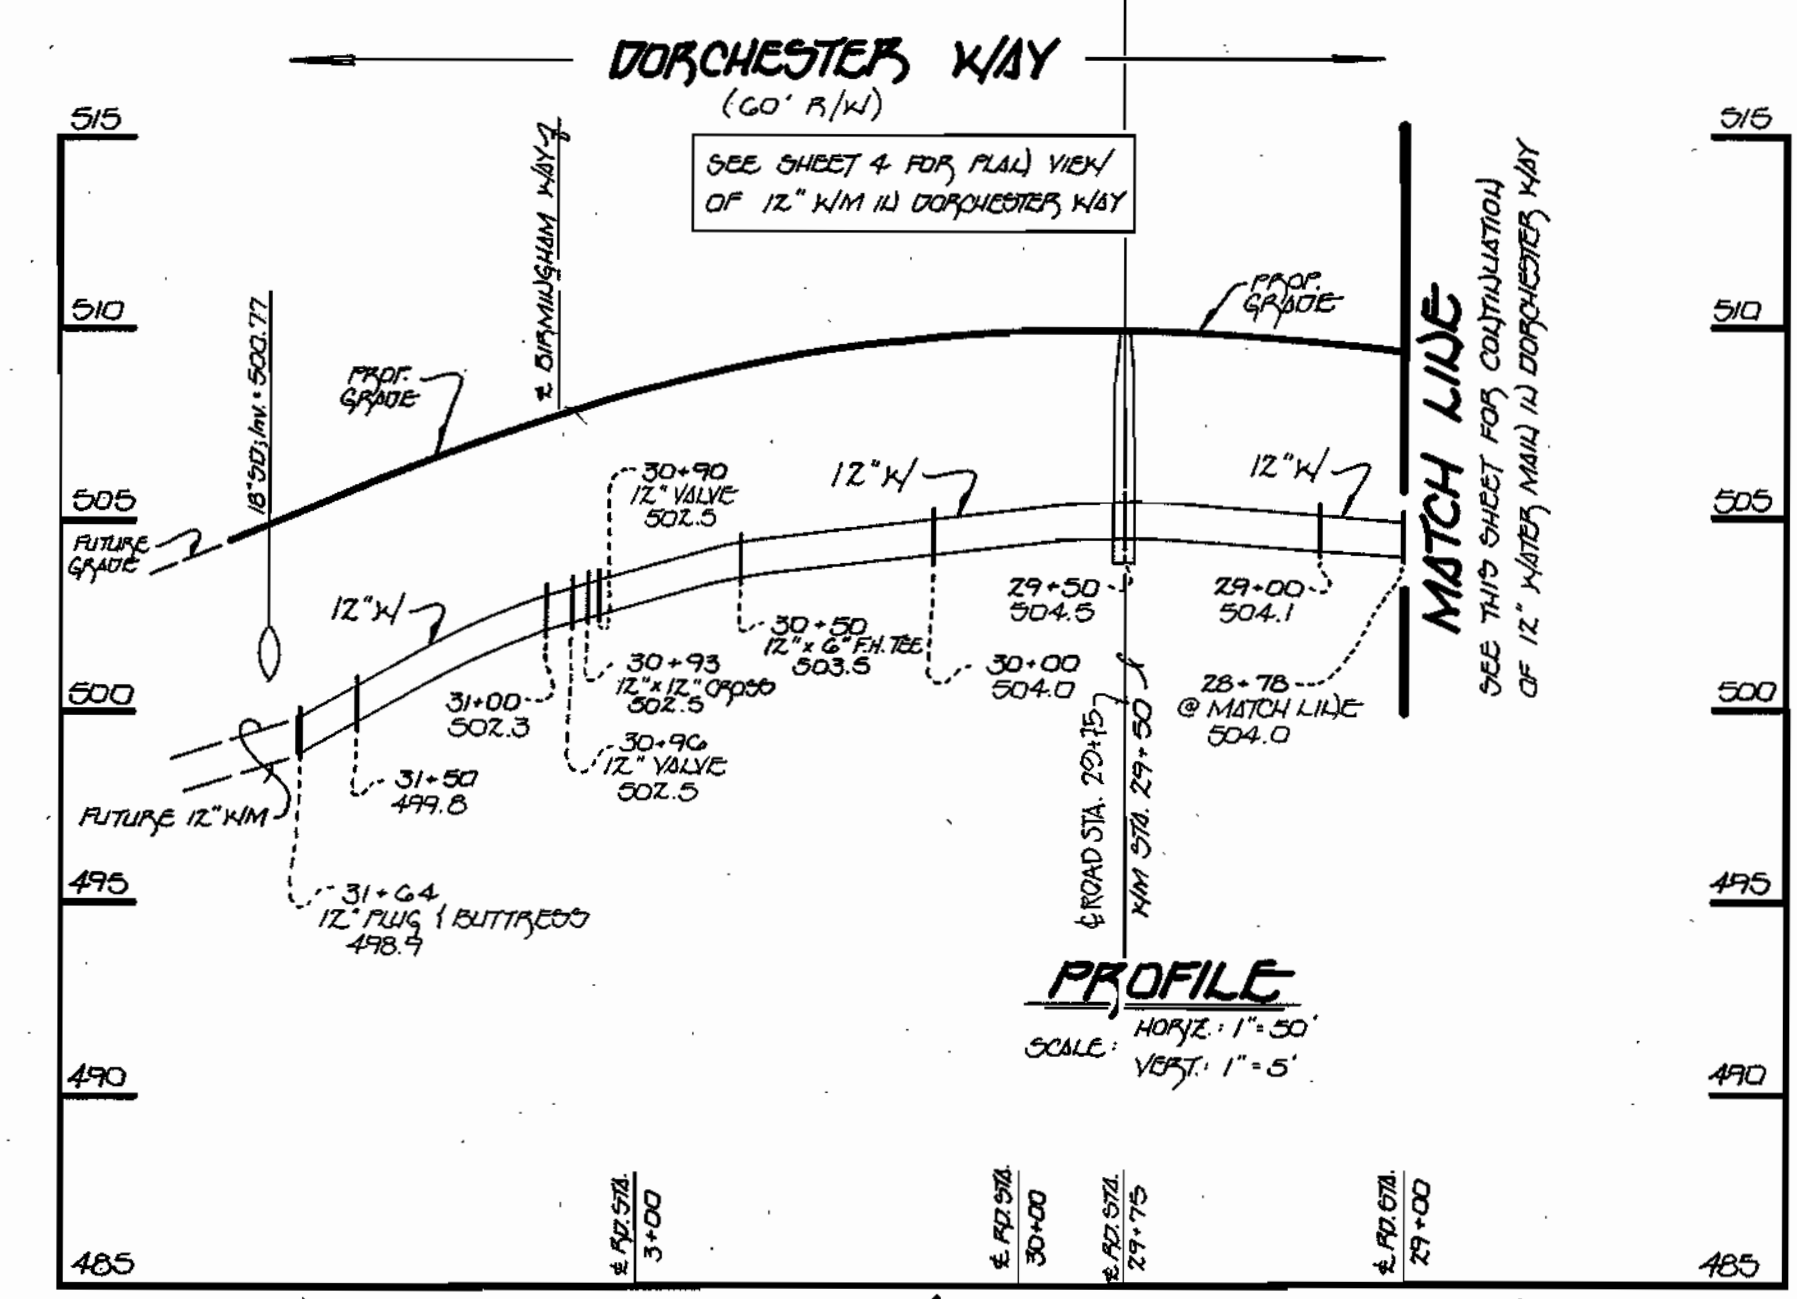 DORCHESTER WAY
(60' R/W)
515
515
SEE SHEET 4 FOR PLAN VIEW
OF 12" W/M IN DORCHESTER WAY
℄ BIRMINGHAM WAY
510
510
18"SD; Inv. = 500.77
PROP.
GRADE
PROP.
GRADE
MATCH LINE
SEE THIS SHEET FOR CONTINUATION
OF 12" WATER MAIN IN DORCHESTER WAY
505
505
FUTURE
GRADE
30+90
12" VALVE
502.5
12" W
12" W
12" W
29+50
504.5
29+00
504.1
30+50
12" x 6" F.H. TEE
503.5
30+93
12" x 12" CROSS
502.5
30+00
504.0
28+78
@ MATCH LINE
504.0
500
500
31+00
502.3
30+96
12" VALVE
502.5
31+50
499.8
FUTURE 12" W/M
℄ ROAD STA. 29+75
W/M STA. 29+50
495
495
31+64
12" PLUG & BUTTRESS
498.9
PROFILE
SCALE:
HORIZ.: 1" = 50'
VERT.: 1" = 5'
490
490
℄ RD. STA.
3+00
℄ RD. STA.
30+00
℄ RD. STA.
29+75
℄ RD. STA.
29+00
485
485